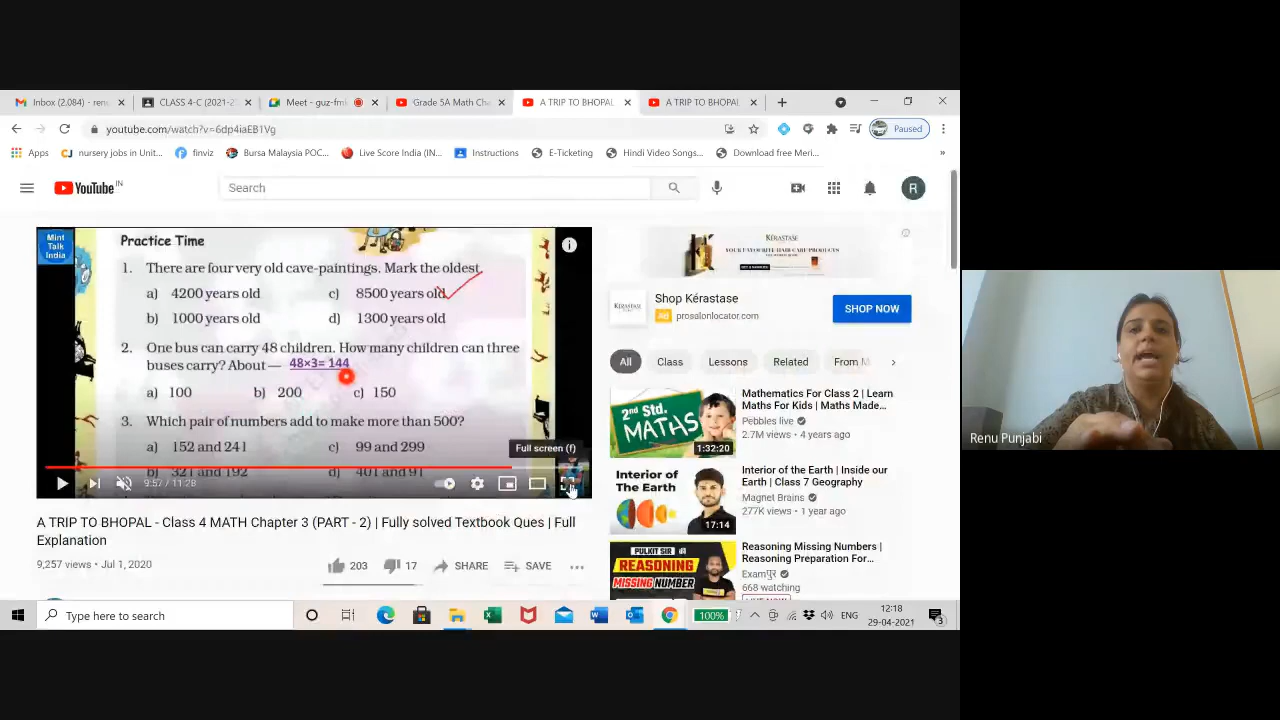 Inbox (2,084) - renu
CLASS 4-C (2021-2
Meet - guz-fmk
Grade 5A Math Cha
A TRIP TO BHOPAL
A TRIP TO BHOPAL
youtube.com/watch?v=6dp4iaEB1Vg
Paused
Apps
nursery jobs in Unit...
finviz
Bursa Malaysia POC...
Live Score India (IN...
Instructions
E-Ticketing
Hindi Video Songs...
Download free Meri...
YouTube IN
Search
R
Mint
Talk
India
Practice Time
1. There are four very old cave-paintings. Mark the oldest
a) 4200 years old c) 8500 years old
b) 1000 years old d) 1300 years old
2. One bus can carry 48 children. How many children can three
buses carry? About— 48×3= 144
a) 100 b) 200 c) 150
3. Which pair of numbers add to make more than 500?
a) 152 and 241 c) 99 and 299
b) 321 and 192 d) 401 and 91
Full screen (f)
9:57 / 11:28
A TRIP TO BHOPAL - Class 4 MATH Chapter 3 (PART - 2) | Fully solved Textbook Ques | Full
Explanation
9,257 views • Jul 1, 2020
203
17
SHARE
SAVE
KÉRASTASE
Shop Kérastase
Ad prosalonlocator.com
SHOP NOW
All
Class
Lessons
Related
From M
2nd Std.
MATHS
1:32:20
Mathematics For Class 2 | Learn
Maths For Kids | Maths Made...
Pebbles live
2.7M views • 4 years ago
Interior of
The Earth
17:14
Interior of the Earth | Inside our
Earth | Class 7 Geography
Magnet Brains
277K views • 1 year ago
PULKIT SIR
REASONING
MISSING NUMBER
Reasoning Missing Numbers |
Reasoning Preparation For...
Examपुर
668 watching
Type here to search
100%
ENG
12:18
29-04-2021
3
Renu Punjabi